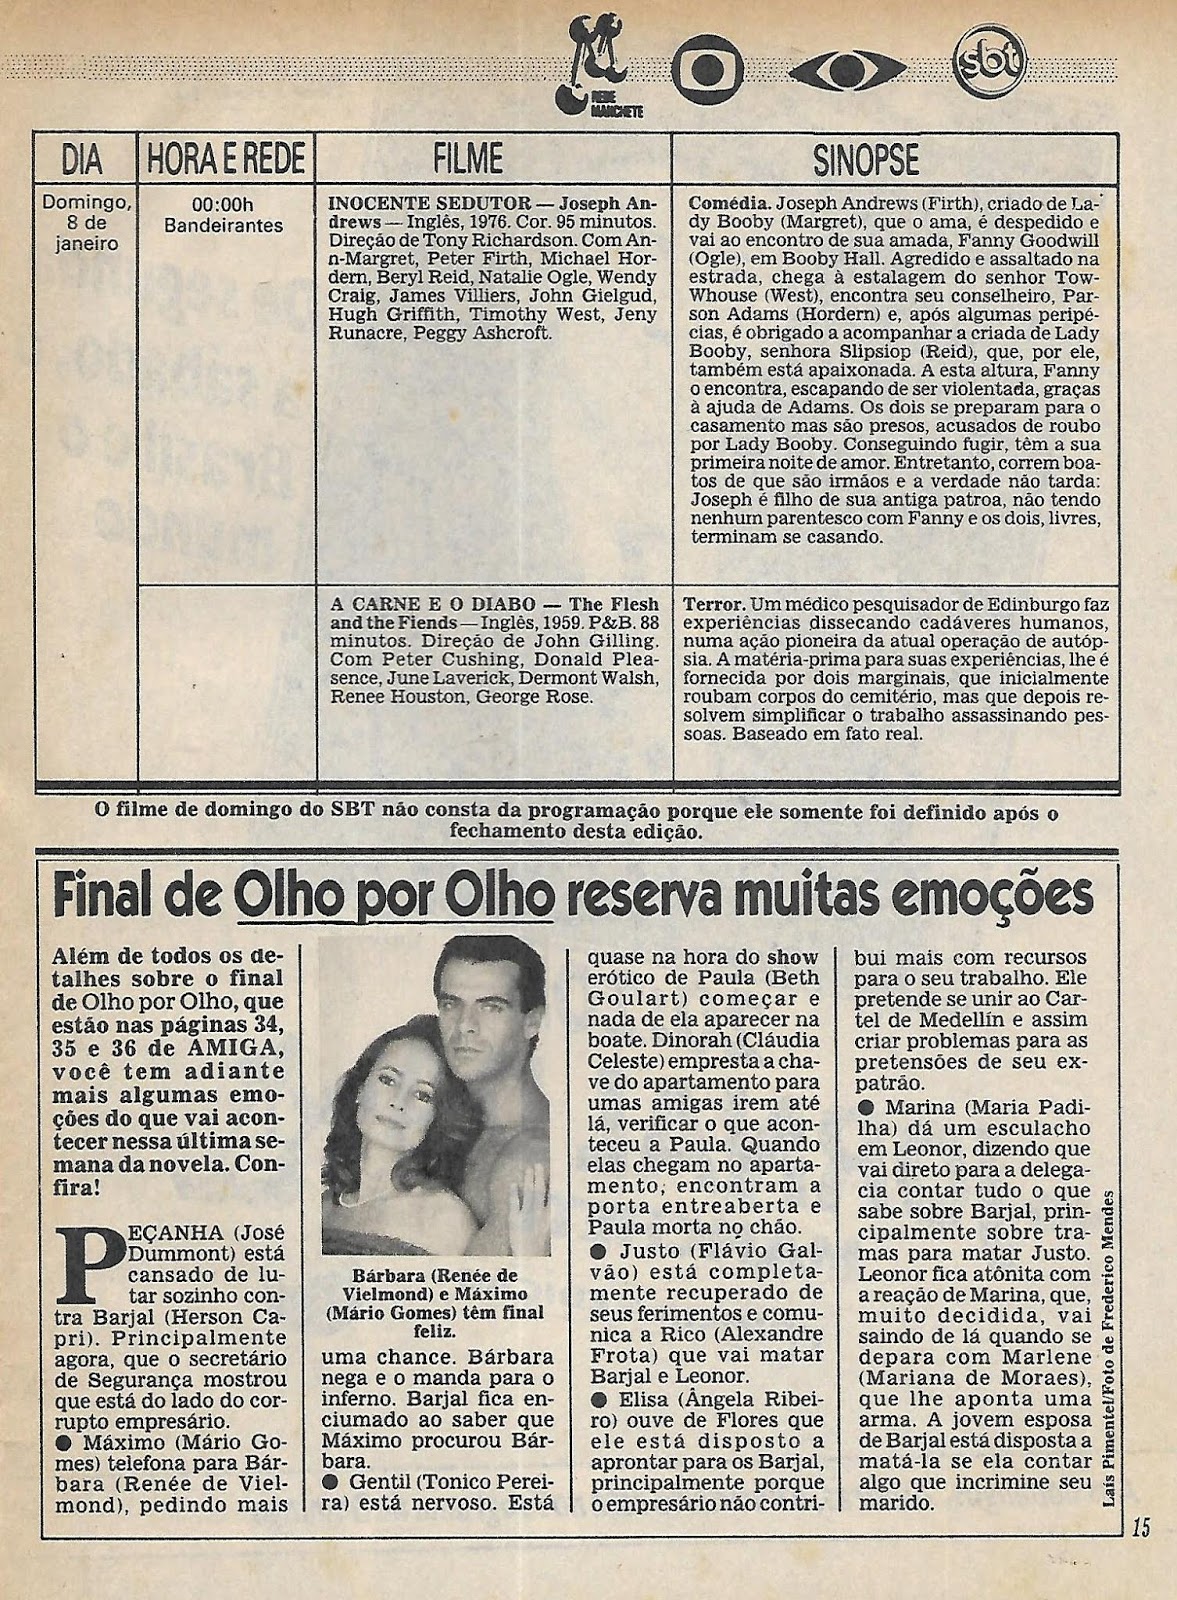 REDE
MANCHETE
sbt
DIA
HORA E REDE
FILME
SINOPSE
Domingo,
8 de
janeiro
00:00h
Bandeirantes
INOCENTE SEDUTOR — Joseph An-
drews — Inglês, 1976. Cor. 95 minutos.
Direção de Tony Richardson. Com An-
n-Margret, Peter Firth, Michael Hor-
dern, Beryl Reid, Natalie Ogle, Wendy
Craig, James Villiers, John Gielgud,
Hugh Griffith, Timothy West, Jeny
Runacre, Peggy Ashcroft.
Comédia. Joseph Andrews (Firth), criado de La-
dy Booby (Margret), que o ama, é despedido e
vai ao encontro de sua amada, Fanny Goodwill
(Ogle), em Booby Hall. Agredido e assaltado na
estrada, chega à estalagem do senhor Tow-
Whouse (West), encontra seu conselheiro, Par-
son Adams (Hordern) e, após algumas peripé-
cias, é obrigado a acompanhar a criada de Lady
Booby, senhora Slipsiop (Reid), que, por ele,
também está apaixonada. A esta altura, Fanny
o encontra, escapando de ser violentada, graças
à ajuda de Adams. Os dois se preparam para o
casamento mas são presos, acusados de roubo
por Lady Booby. Conseguindo fugir, têm a sua
primeira noite de amor. Entretanto, correm boa-
tos de que são irmãos e a verdade não tarda:
Joseph é filho de sua antiga patroa, não tendo
nenhum parentesco com Fanny e os dois, livres,
terminam se casando.
A CARNE E O DIABO — The Flesh
and the Fiends — Inglês, 1959. P&B. 88
minutos. Direção de John Gilling.
Com Peter Cushing, Donald Plea-
sence, June Laverick, Dermont Walsh,
Renee Houston, George Rose.
Terror. Um médico pesquisador de Edinburgo faz
experiências dissecando cadáveres humanos,
numa ação pioneira da atual operação de autóp-
sia. A matéria-prima para suas experiências, lhe é
fornecida por dois marginais, que inicialmente
roubam corpos do cemitério, mas que depois re-
solvem simplificar o trabalho assassinando pes-
soas. Baseado em fato real.
O filme de domingo do SBT não consta da programação porque ele somente foi definido após o
fechamento desta edição.
Final de Olho por Olho reserva muitas emoções
Além de todos os de-
talhes sobre o final
de Olho por Olho, que
estão nas páginas 34,
35 e 36 de AMIGA,
você tem adiante
mais algumas emo-
ções do que vai acon-
tecer nessa última se-
mana da novela. Con-
fira!
PEÇANHA (José
Dummont) está
cansado de lu-
tar sozinho con-
tra Barjal (Herson Ca-
pri). Principalmente
agora, que o secretário
de Segurança mostrou
que está do lado do cor-
rupto empresário.
● Máximo (Mário Go-
mes) telefona para Bár-
bara (Renée de Viel-
mond), pedindo mais
Bárbara (Renée de
Vielmond) e Máximo
(Mário Gomes) têm final
feliz.
uma chance. Bárbara
nega e o manda para o
inferno. Barjal fica en-
ciumado ao saber que
Máximo procurou Bár-
bara.
● Gentil (Tonico Perei-
ra) está nervoso. Está
quase na hora do show
erótico de Paula (Beth
Goulart) começar e
nada de ela aparecer na
boate. Dinorah (Cláudia
Celeste) empresta a cha-
ve do apartamento para
umas amigas irem até
lá, verificar o que acon-
teceu a Paula. Quando
elas chegam no aparta-
mento, encontram a
porta entreaberta e
Paula morta no chão.
● Justo (Flávio Gal-
vão) está completa-
mente recuperado de
seus ferimentos e comu-
nica a Rico (Alexandre
Frota) que vai matar
Barjal e Leonor.
● Elisa (Ângela Ribei-
ro) ouve de Flores que
ele está disposto a
aprontar para os Barjal,
principalmente porque
o empresário não contri-
bui mais com recursos
para o seu trabalho. Ele
pretende se unir ao Car-
tel de Medellín e assim
criar problemas para as
pretensões de seu ex-
patrão.
● Marina (Maria Padi-
lha) dá um esculacho
em Leonor, dizendo que
vai direto para a delega-
cia contar tudo o que
sabe sobre Barjal, prin-
cipalmente sobre tra-
mas para matar Justo.
Leonor fica atônita com
a reação de Marina, que,
muito decidida, vai
saindo de lá quando se
depara com Marlene
(Mariana de Moraes),
que lhe aponta uma
arma. A jovem esposa
de Barjal está disposta a
matá-la se ela contar
algo que incrimine seu
marido.
Laís Pimentel/Foto de Frederico Mendes
15